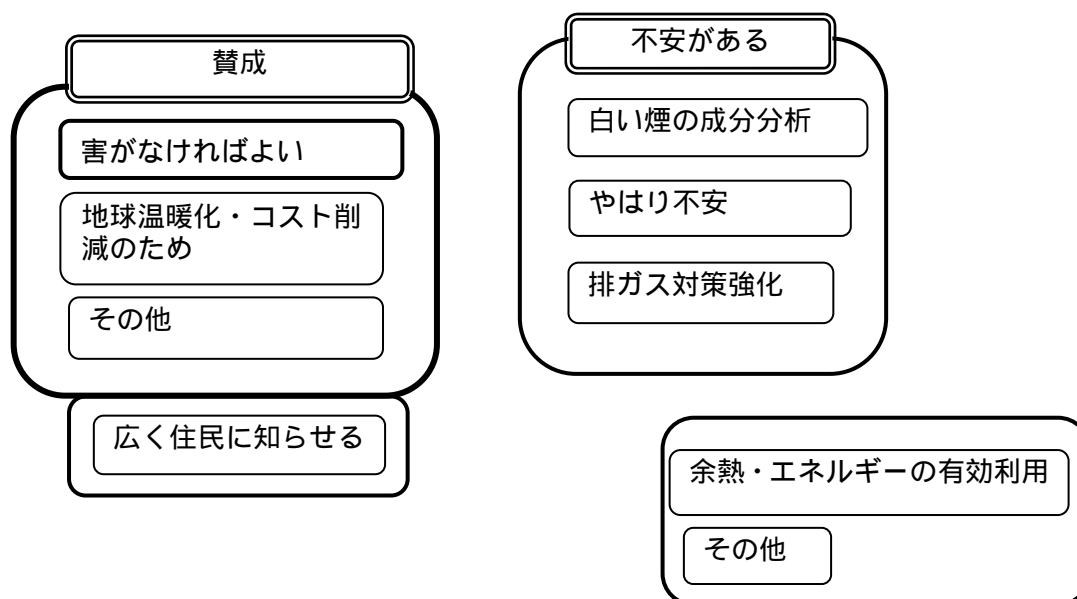 賛成
害がなければよい
地球温暖化・コスト削
減のため
その他
広く住民に知らせる
不安がある
白い煙の成分分析
やはり不安
排ガス対策強化
余熱・エネルギーの有効利用
その他